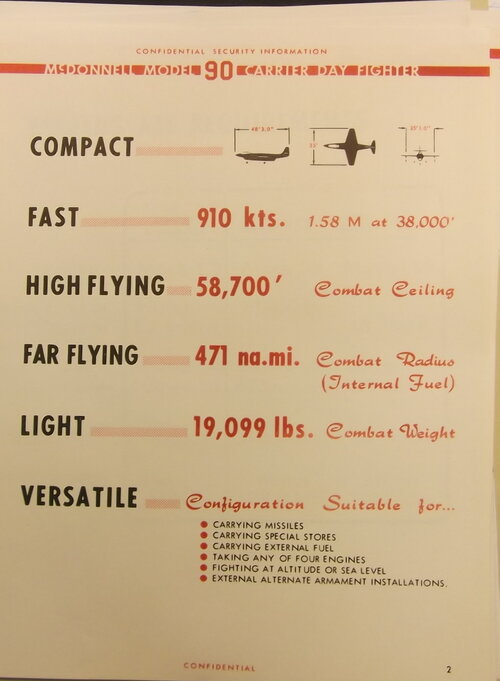 CONFIDENTIAL SECURITY INFORMATION
McDONNELL MODEL 90 CARRIER DAY FIGHTER
COMPACT
FAST 910 kts. 1.58 M at 38,000'
HIGH FLYING 58,700' Combat Ceiling
FAR FLYING 471 na.mi. Combat Radius
(Internal Fuel)
LIGHT 19,099 lbs. Combat Weight
VERSATILE Configuration Suitable for...
● CARRYING MISSILES
● CARRYING SPECIAL STORES
● CARRYING EXTERNAL FUEL
● TAKING ANY OF FOUR ENGINES
● FIGHTING AT ALTITUDE OR SEA LEVEL
● EXTERNAL ALTERNATE ARMAMENT INSTALLATIONS.
CONFIDENTIAL 2